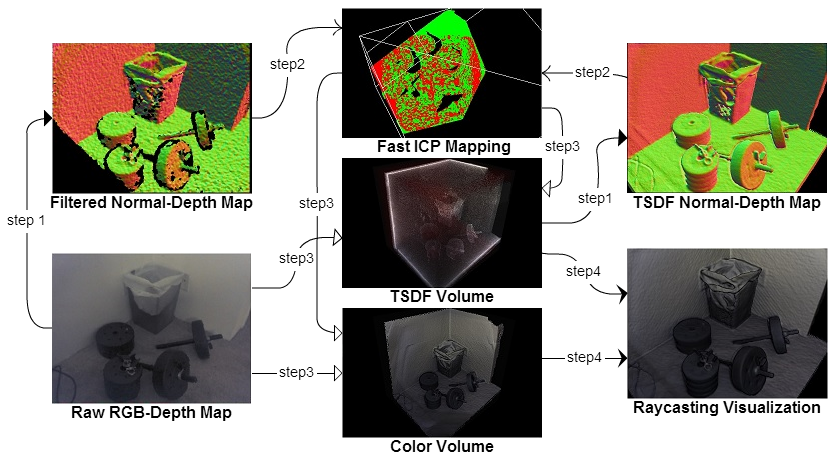 step2
step2
Fast ICP Mapping
step3
Filtered Normal-Depth Map
TSDF Normal-Depth Map
step 1
step3
step1
step3
step4
TSDF Volume
step3
step4
Raw RGB-Depth Map
Raycasting Visualization
Color Volume